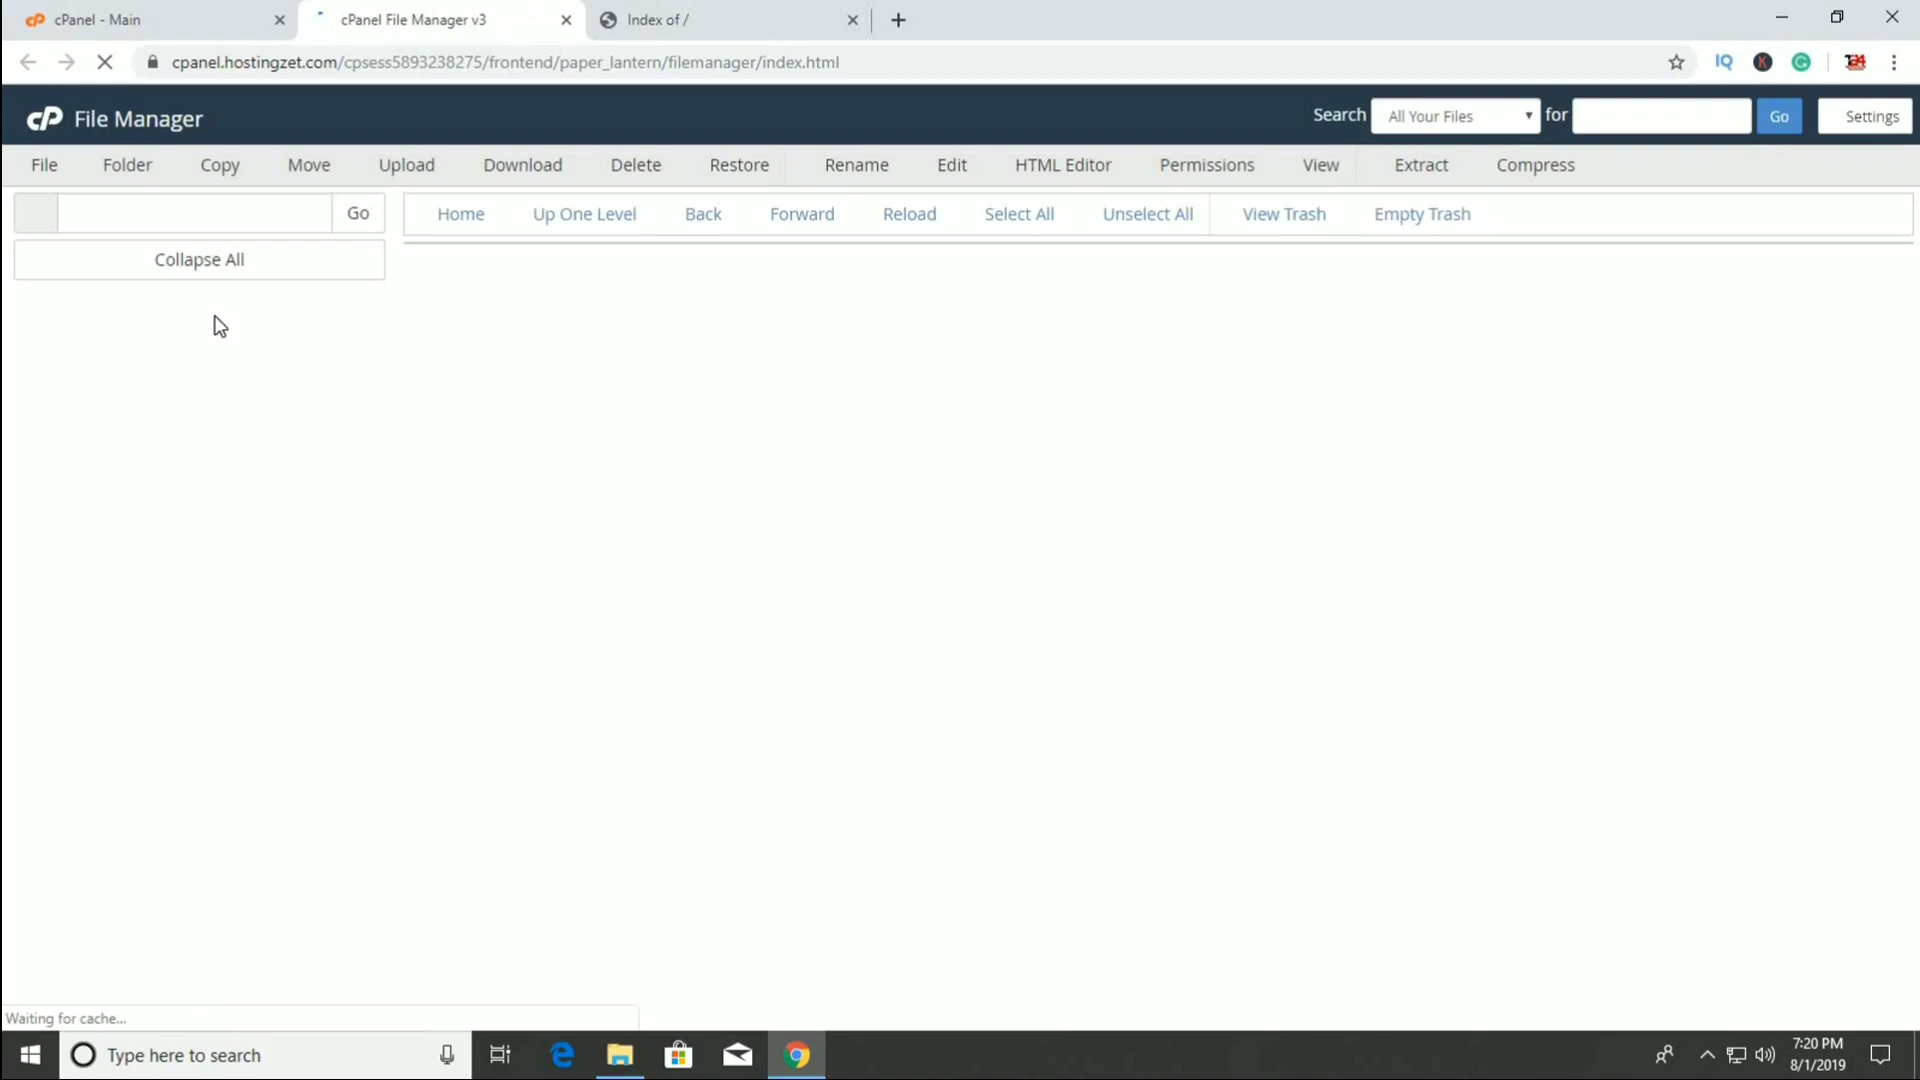 cPanel - Main
cPanel File Manager v3
Index of /
cpanel.hostingzet.com/cpsess5893238275/frontend/paper_lantern/filemanager/index.html
IQ
K
cP File Manager
Search
All Your Files
for
Go
Settings
File
Folder
Copy
Move
Upload
Download
Delete
Restore
Rename
Edit
HTML Editor
Permissions
View
Extract
Compress
Go
Home
Up One Level
Back
Forward
Reload
Select All
Unselect All
View Trash
Empty Trash
Collapse All
Waiting for cache...
Type here to search
7:20 PM
8/1/2019